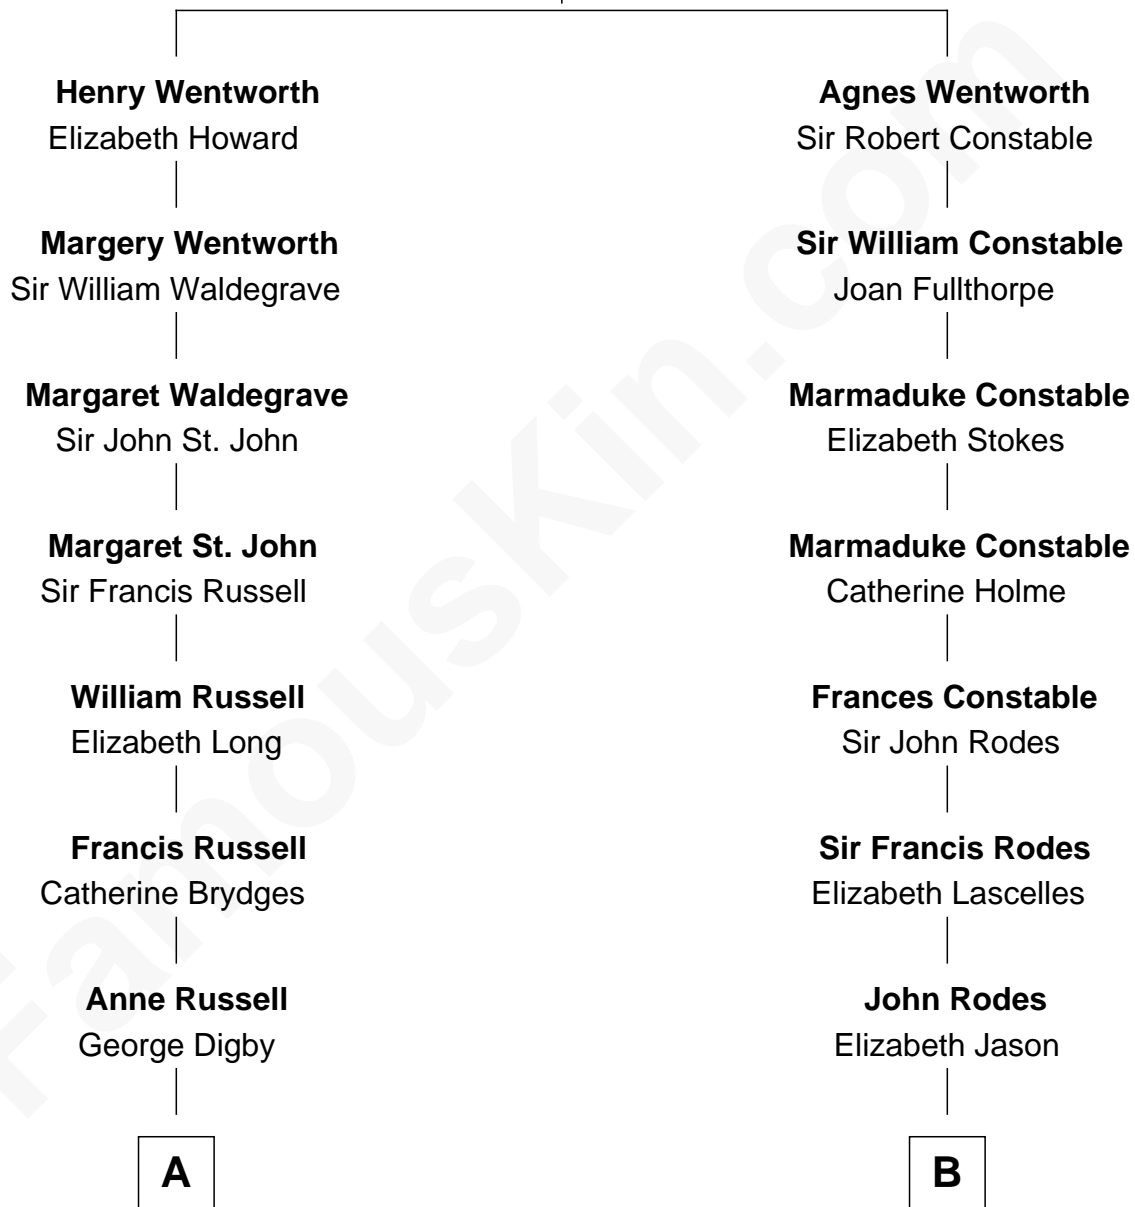 Henry Wentworth
Elizabeth Howard
Margery Wentworth
Sir William Waldegrave
Margaret Waldegrave
Sir John St. John
Margaret St. John
Sir Francis Russell
William Russell
Elizabeth Long
Francis Russell
Catherine Brydges
Anne Russell
George Digby
A
Agnes Wentworth
Sir Robert Constable
Sir William Constable
Joan Fullthorpe
Marmaduke Constable
Elizabeth Stokes
Marmaduke Constable
Catherine Holme
Frances Constable
Sir John Rodes
Sir Francis Rodes
Elizabeth Lascelles
John Rodes
Elizabeth Jason
B
FamousKin.com